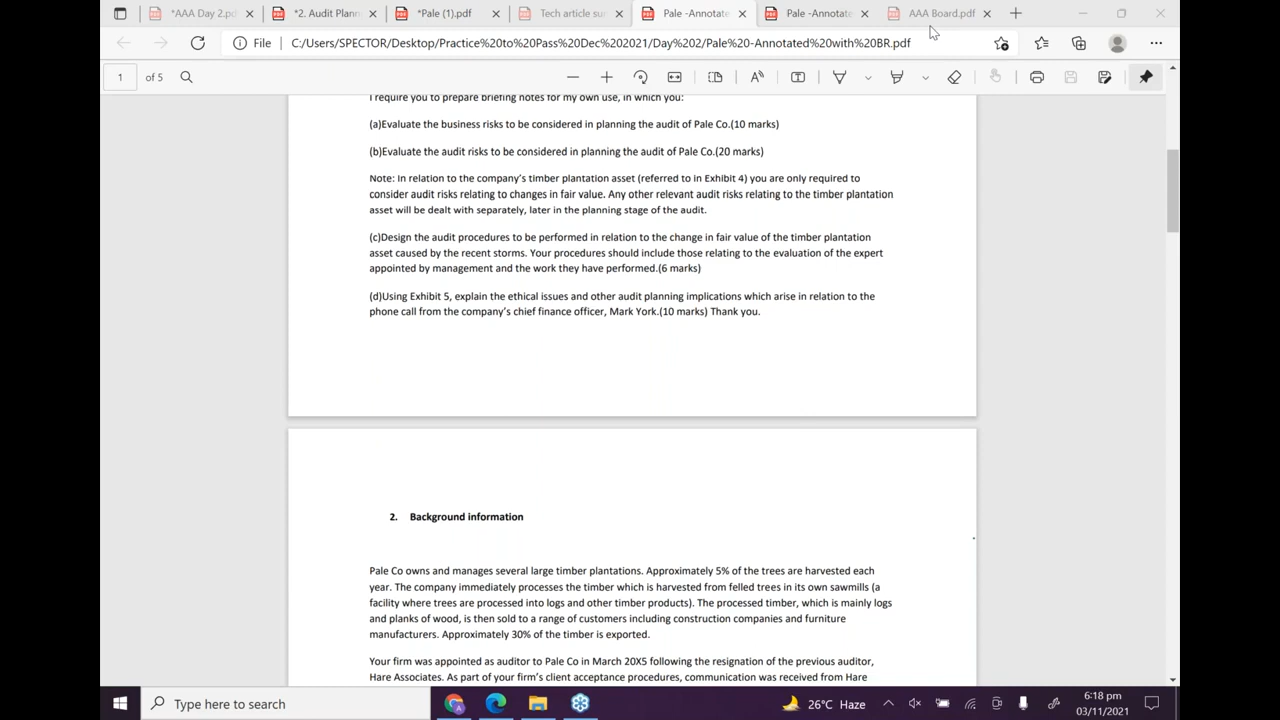 *AAA Day 2.pd
*2. Audit Plann
*Pale (1).pdf
Tech article su
Pale -Annotate
Pale -Annotate
AAA Board.pdf
File
C:/Users/SPECTOR/Desktop/Practice%20to%20Pass%20Dec%202021/Day%202/Pale%20-Annotated%20with%20BR.pdf
1 of 5
I require you to prepare briefing notes for my own use, in which you:
(a)Evaluate the business risks to be considered in planning the audit of Pale Co.(10 marks)
(b)Evaluate the audit risks to be considered in planning the audit of Pale Co.(20 marks)
Note: In relation to the company's timber plantation asset (referred to in Exhibit 4) you are only required to
consider audit risks relating to changes in fair value. Any other relevant audit risks relating to the timber plantation
asset will be dealt with separately, later in the planning stage of the audit.
(c)Design the audit procedures to be performed in relation to the change in fair value of the timber plantation
asset caused by the recent storms. Your procedures should include those relating to the evaluation of the expert
appointed by management and the work they have performed.(6 marks)
(d)Using Exhibit 5, explain the ethical issues and other audit planning implications which arise in relation to the
phone call from the company's chief finance officer, Mark York.(10 marks) Thank you.
2. Background information
Pale Co owns and manages several large timber plantations. Approximately 5% of the trees are harvested each
year. The company immediately processes the timber which is harvested from felled trees in its own sawmills (a
facility where trees are processed into logs and other timber products). The processed timber, which is mainly logs
and planks of wood, is then sold to a range of customers including construction companies and furniture
manufacturers. Approximately 30% of the timber is exported.
Your firm was appointed as auditor to Pale Co in March 20X5 following the resignation of the previous auditor,
Hare Associates. As part of your firm's client acceptance procedures, communication was received from Hare
Type here to search
26°C Haze
6:18 pm
03/11/2021